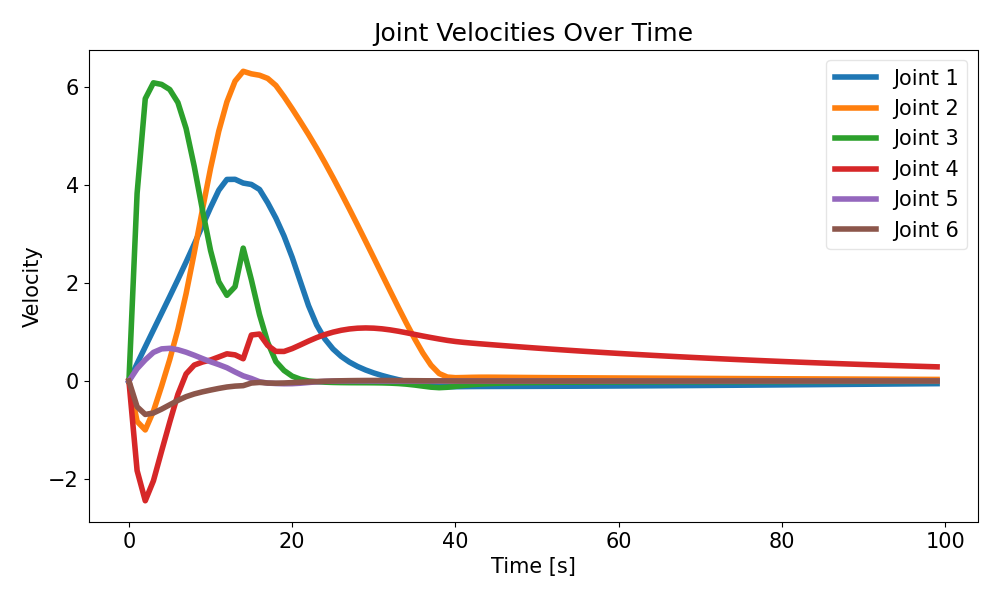 Joint Velocities Over Time
Joint 1
Joint 2
Joint 3
Joint 4
Joint 5
Joint 6
Velocity
6
4
2
0
−2
0 20 40 60 80 100
Time [s]